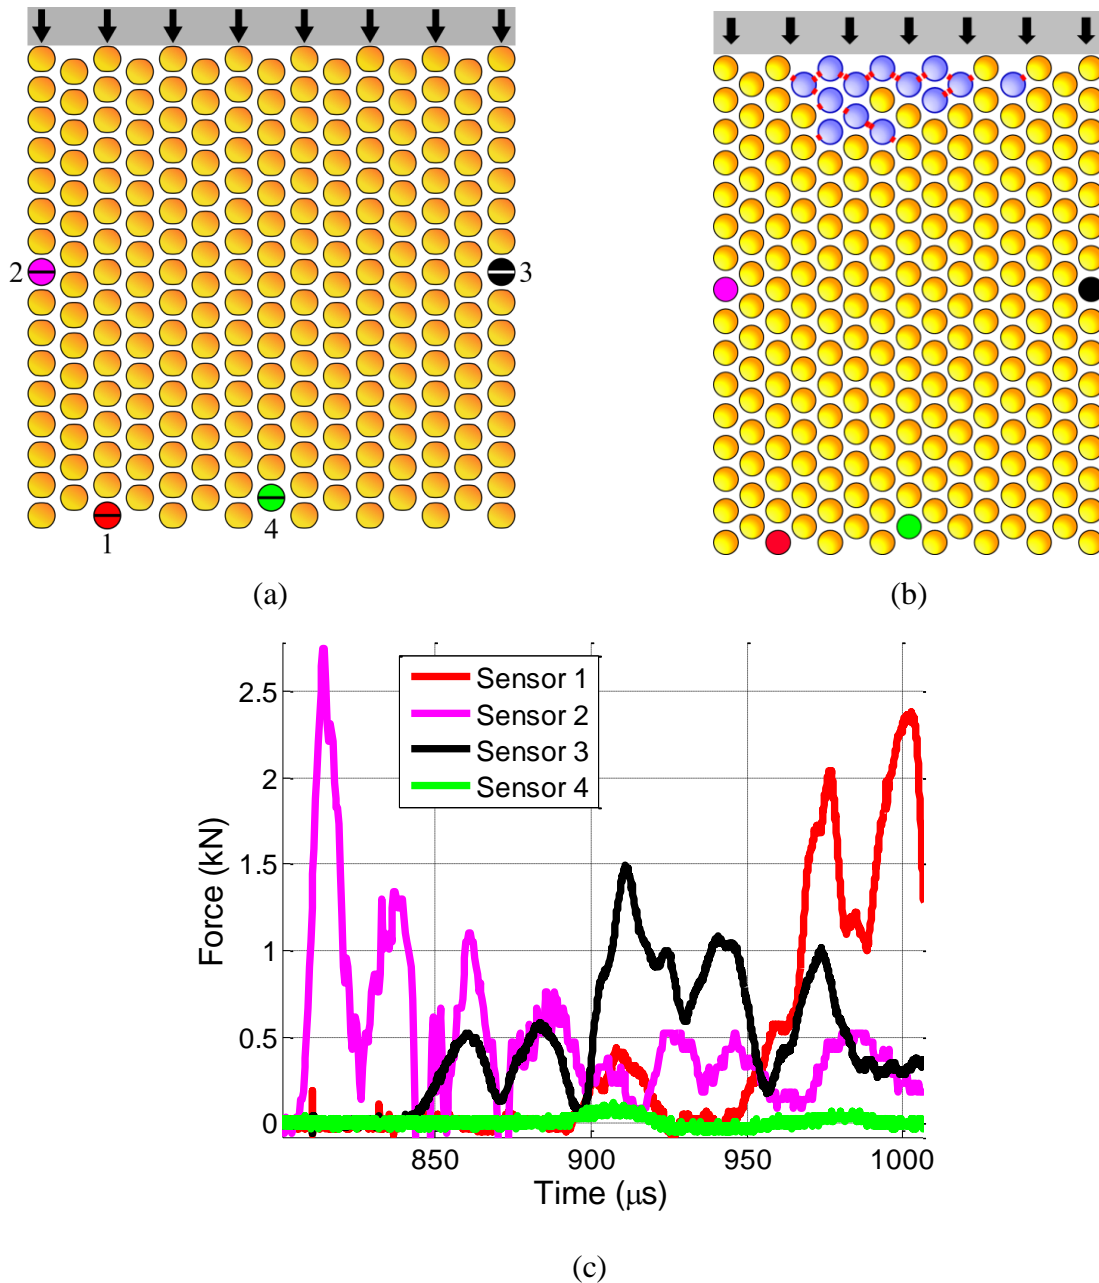 2
3
1
4
(a)
(b)
Sensor 1
Sensor 2
Sensor 3
Sensor 4
2.5
2
1.5
1
0.5
0
Force (kN)
850
900
950
1000
Time (μs)
(c)